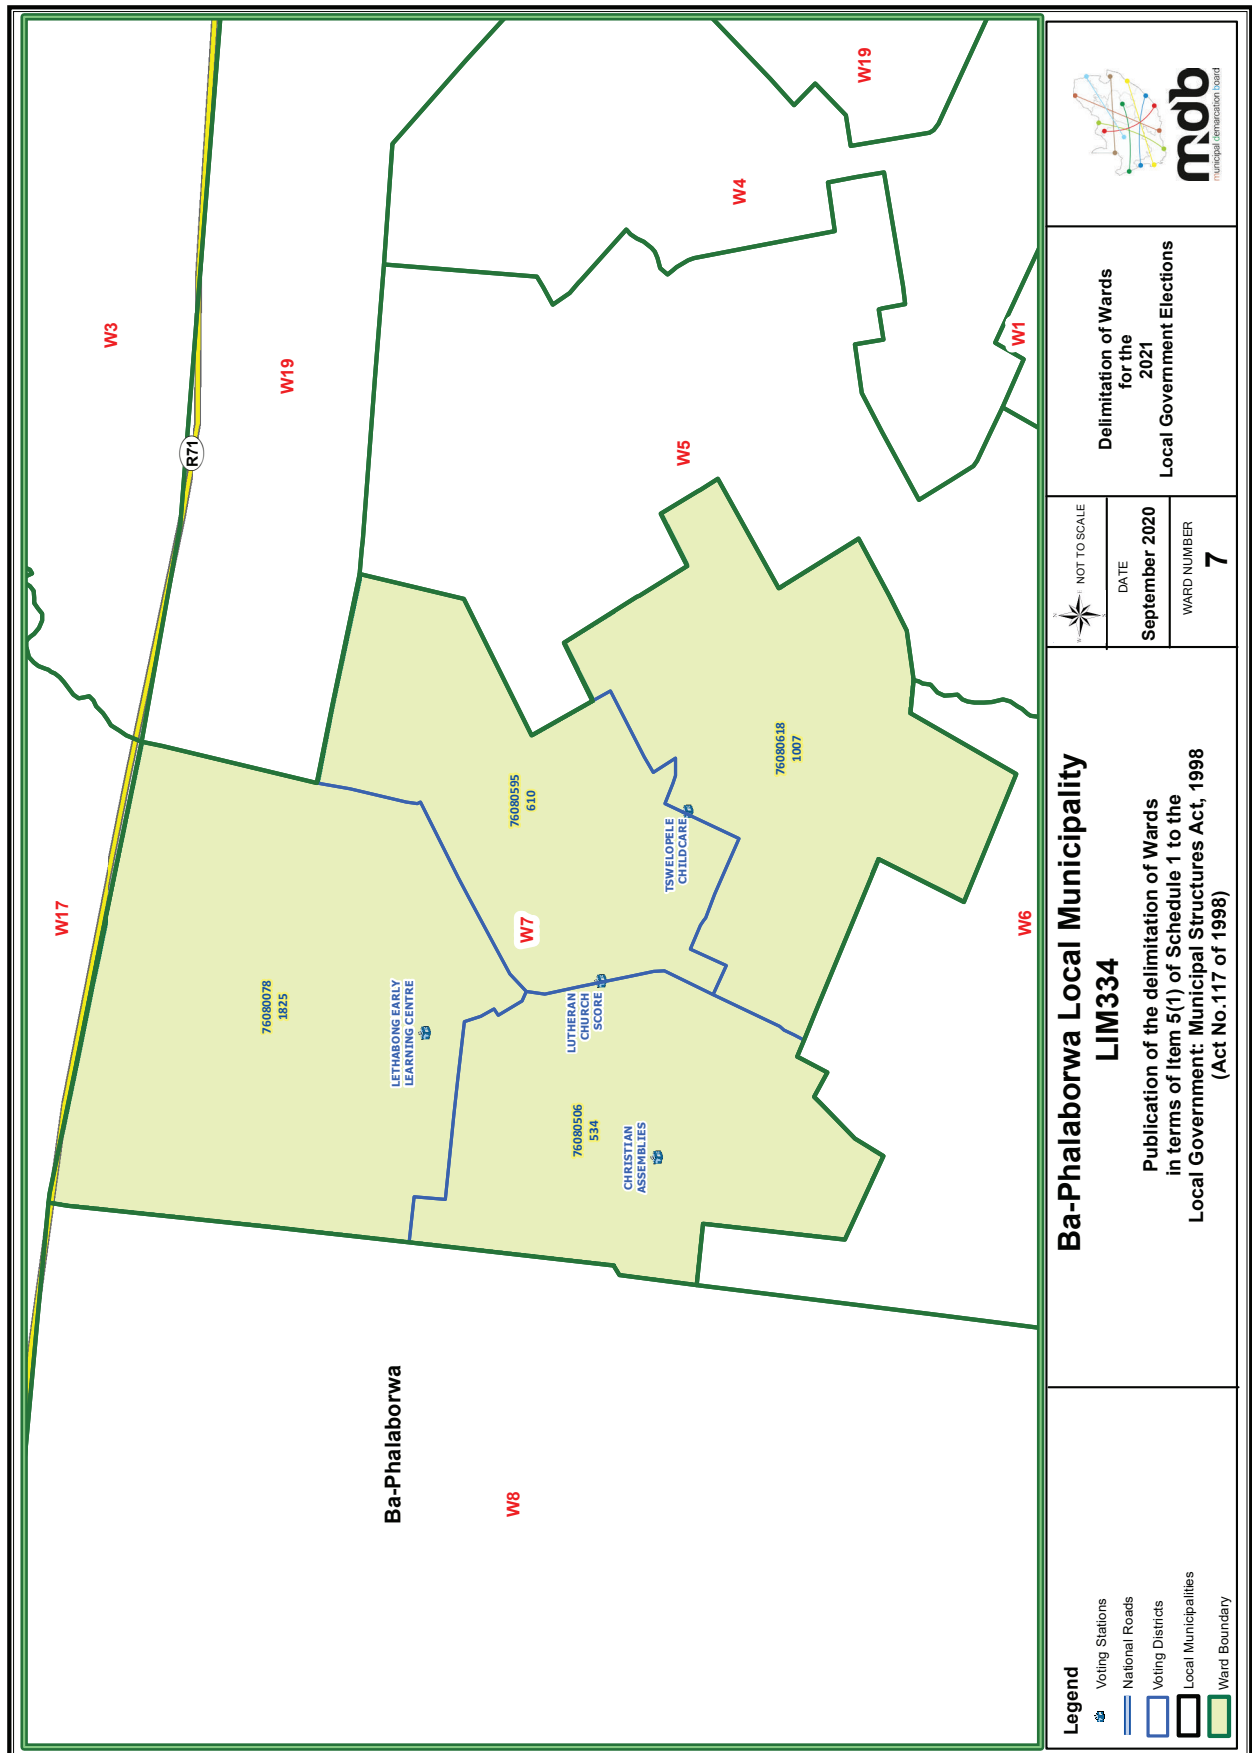 W17
W3
R71
W19
W19
W4
W5
W1
W6
W7
W8
Ba-Phalaborwa
76080078
1825
LETHABONG EARLY
LEARNING CENTRE
76080595
610
TSWELOPELE
CHILDCARE
76080618
1007
LUTHERAN
CHURCH
SCORE
76080506
534
CHRISTIAN
ASSEMBLIES
Legend
Voting Stations
National Roads
Voting Districts
Local Municipalities
Ward Boundary
Ba-Phalaborwa Local Municipality
LIM334
Publication of the delimitation of Wards
in terms of Item 5(1) of Schedule 1 to the
Local Government: Municipal Structures Act, 1998
(Act No.117 of 1998)
NOT TO SCALE
DATE
September 2020
WARD NUMBER
7
Delimitation of Wards
for the
2021
Local Government Elections
mdb
municipal demarcation board